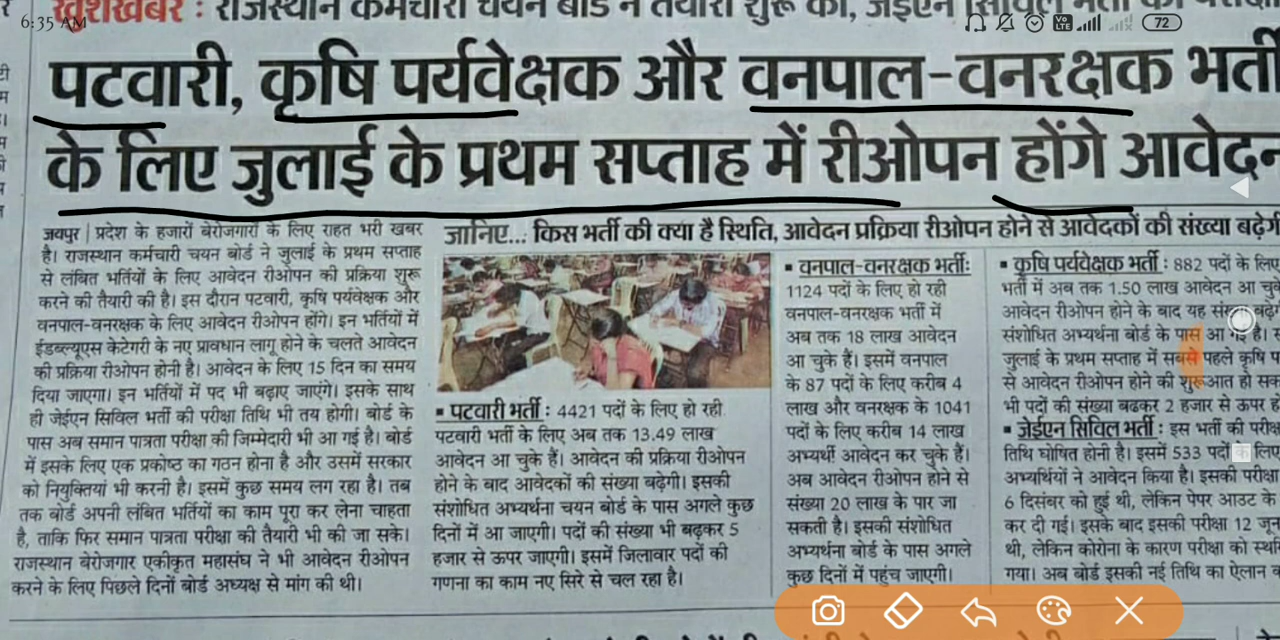 6:35 AM
72
खुशखबर : राजस्थान कर्मचारी चयन बोर्ड ने तैयारी शुरू की, जेईएन सिविल भर्ती की
पटवारी, कृषि पर्यवेक्षक और वनपाल-वनरक्षक भर्ती
के लिए जुलाई के प्रथम सप्ताह में रीओपन होंगे आवेदन
जयपुर | प्रदेश के हजारों बेरोजगारों के लिए राहत भरी खबर
है। राजस्थान कर्मचारी चयन बोर्ड ने जुलाई के प्रथम सप्ताह
से लंबित भर्तियों के लिए आवेदन रीओपन की प्रक्रिया शुरू
करने की तैयारी की है। इस दौरान पटवारी, कृषि पर्यवेक्षक और
वनपाल-वनरक्षक के लिए आवेदन रीओपन होंगे। इन भर्तियों में
ईडब्ल्यूएस केटेगरी के नए प्रावधान लागू होने के चलते आवेदन
की प्रक्रिया रीओपन होनी है। आवेदन के लिए 15 दिन का समय
दिया जाएगा। इन भर्तियों में पद भी बढ़ाए जाएंगे। इसके साथ
ही जेईएन सिविल भर्ती की परीक्षा तिथि भी तय होगी। बोर्ड के
पास अब समान पात्रता परीक्षा की जिम्मेदारी भी आ गई है। बोर्ड
में इसके लिए एक प्रकोष्ठ का गठन होना है और उसमें सरकार
को नियुक्तियां भी करनी है। इसमें कुछ समय लग रहा है। तब
तक बोर्ड अपनी लंबित भर्तियों का काम पूरा कर लेना चाहता
है, ताकि फिर समान पात्रता परीक्षा की तैयारी भी की जा सके।
राजस्थान बेरोजगार एकीकृत महासंघ ने भी आवेदन रीओपन
करने के लिए पिछले दिनों बोर्ड अध्यक्ष से मांग की थी।
जानिए... किस भर्ती की क्या है स्थिति, आवेदन प्रक्रिया रीओपन होने से आवेदकों की संख्या बढ़ेगी
▪ पटवारी भर्ती : 4421 पदों के लिए हो रही
पटवारी भर्ती के लिए अब तक 13.49 लाख
आवेदन आ चुके हैं। आवेदन की प्रक्रिया रीओपन
होने के बाद आवेदकों की संख्या बढ़ेगी। इसकी
संशोधित अभ्यर्थना चयन बोर्ड के पास अगले कुछ
दिनों में आ जाएगी। पदों की संख्या भी बढ़कर 5
हजार से ऊपर जाएगी। इसमें जिलावार पदों की
गणना का काम नए सिरे से चल रहा है।
▪ वनपाल-वनरक्षक भर्ती:
1124 पदों के लिए हो रही
वनपाल-वनरक्षक भर्ती में
अब तक 18 लाख आवेदन
आ चुके हैं। इसमें वनपाल
के 87 पदों के लिए करीब 4
लाख और वनरक्षक के 1041
पदों के लिए करीब 14 लाख
अभ्यर्थी आवेदन कर चुके हैं।
अब आवेदन रीओपन होने से
संख्या 20 लाख के पार जा
सकती है। इसकी संशोधित
अभ्यर्थना बोर्ड के पास अगले
कुछ दिनों में पहुंच जाएगी।
▪ कृषि पर्यवेक्षक भर्ती : 882 पदों के लिए
भर्ती में अब तक 1.50 लाख आवेदन आ चुके
आवेदन रीओपन होने के बाद यह
संशोधित अभ्यर्थना बोर्ड के पास आ गई है।
जुलाई के प्रथम सप्ताह में सबसे पहले कृषि
से आवेदन रीओपन होने की शुरूआत हो
भी पदों की संख्या बढकर 2 हजार से ऊपर
▪ जेईएन सिविल भर्ती : इस भर्ती की परीक्षा
तिथि घोषित होनी है। इसमें 533 पदों के लिए
अभ्यर्थियों ने आवेदन किया है। इसकी परीक्षा
6 दिसंबर को हुई थी, लेकिन पेपर आउट के
कर दी गई। इसके बाद इसकी परीक्षा 12 जून
थी, लेकिन कोरोना के कारण परीक्षा को
गया। अब बोर्ड इसकी नई तिथि का ऐलान